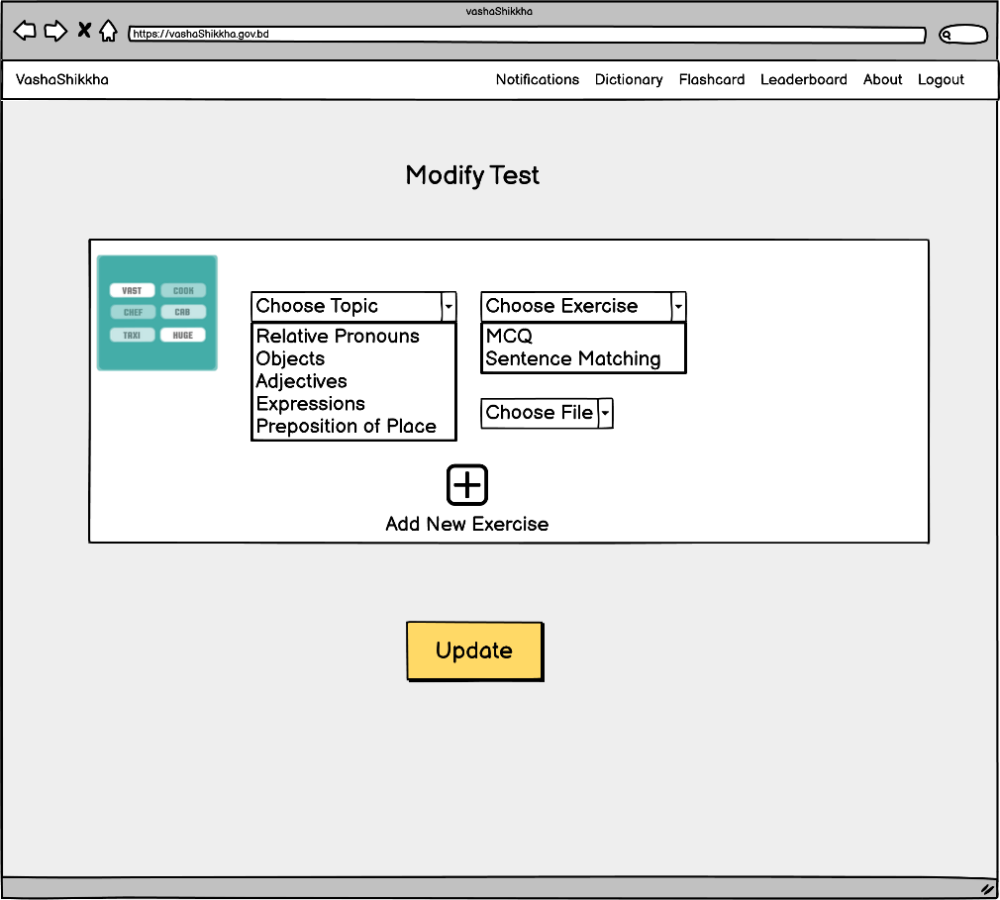 vashaShikkha
https://vashaShikkha.gov.bd
VashaShikkha Notifications Dictionary Flashcard Leaderboard About Logout
Modify Test
VAST COOK
CHEF CAB
TAXI HUGE
Choose Topic
Relative Pronouns
Objects
Adjectives
Expressions
Preposition of Place
Choose Exercise
MCQ
Sentence Matching
Choose File
Add New Exercise
Update